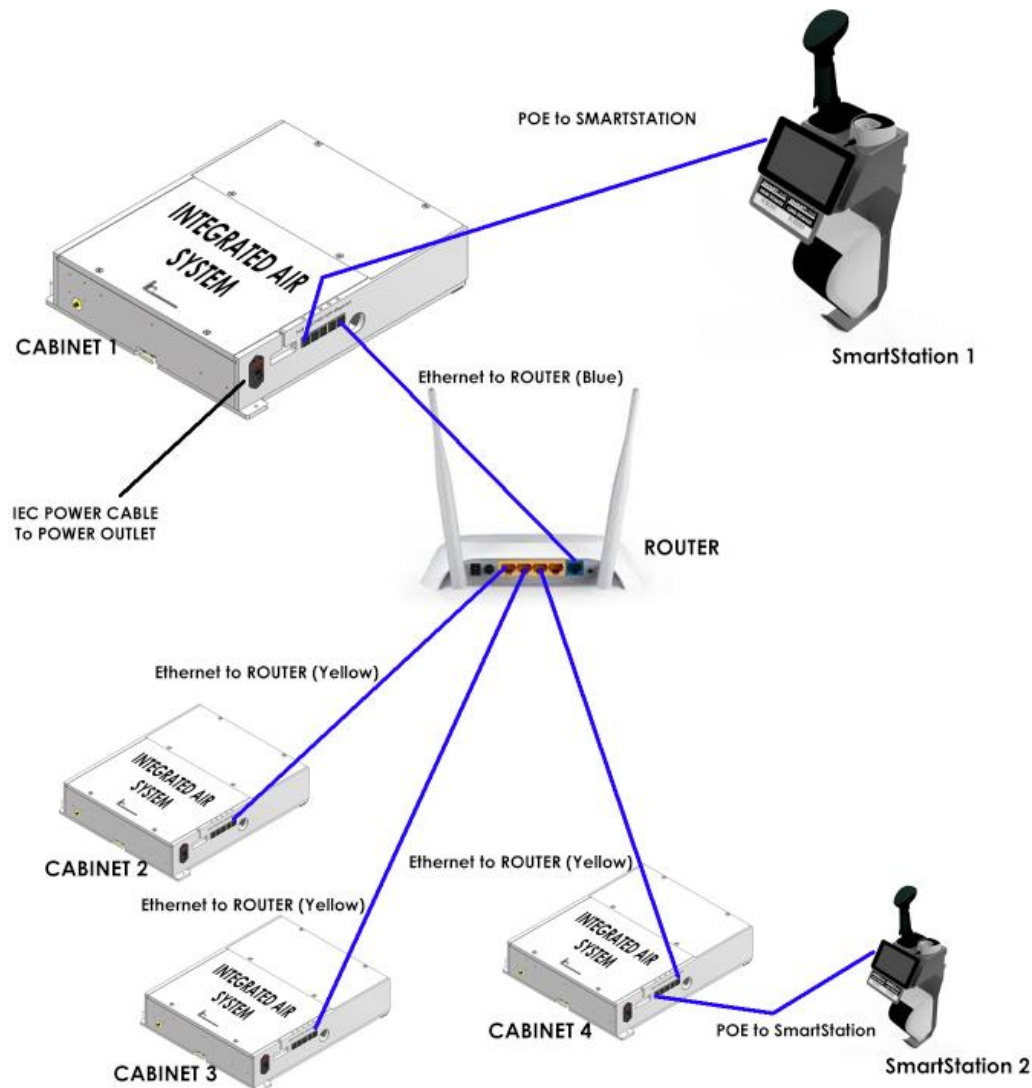 POE to SMARTSTATION
INTEGRATED AIR
SYSTEM
CABINET 1
SmartStation 1
Ethernet to ROUTER (Blue)
IEC POWER CABLE
To POWER OUTLET
ROUTER
Ethernet to ROUTER (Yellow)
INTEGRATED AIR
SYSTEM
CABINET 2
Ethernet to ROUTER (Yellow)
Ethernet to ROUTER (Yellow)
INTEGRATED AIR
SYSTEM
CABINET 3
INTEGRATED AIR
SYSTEM
CABINET 4
POE to SmartStation
SmartStation 2